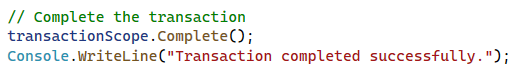 // Complete the transaction
transactionScope.Complete();
Console.WriteLine("Transaction completed successfully.");